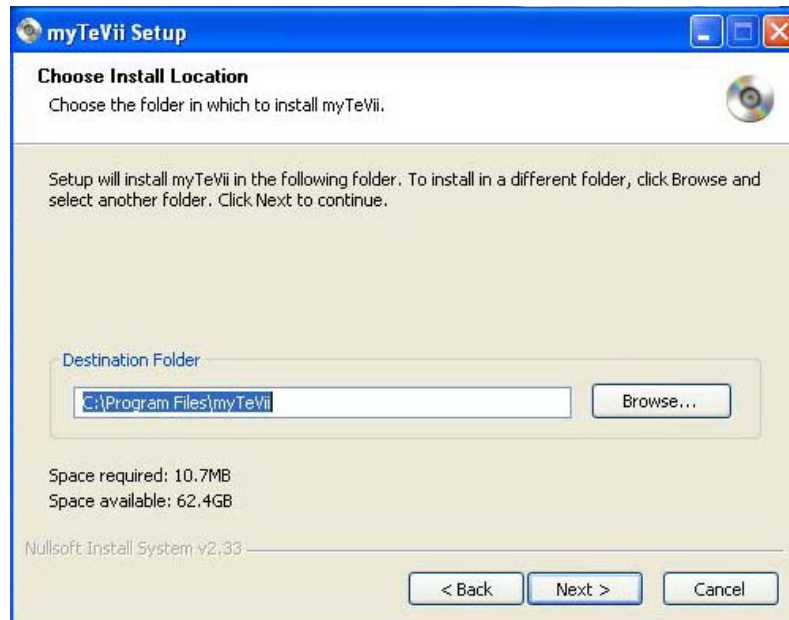 myTeVii Setup
Choose Install Location
Choose the folder in which to install myTeVii.
Setup will install myTeVii in the following folder. To install in a different folder, click Browse and
select another folder. Click Next to continue.
Destination Folder
C:\Program Files\myTeVii
Browse...
Space required: 10.7MB
Space available: 62.4GB
Nullsoft Install System v2.33
< Back
Next >
Cancel